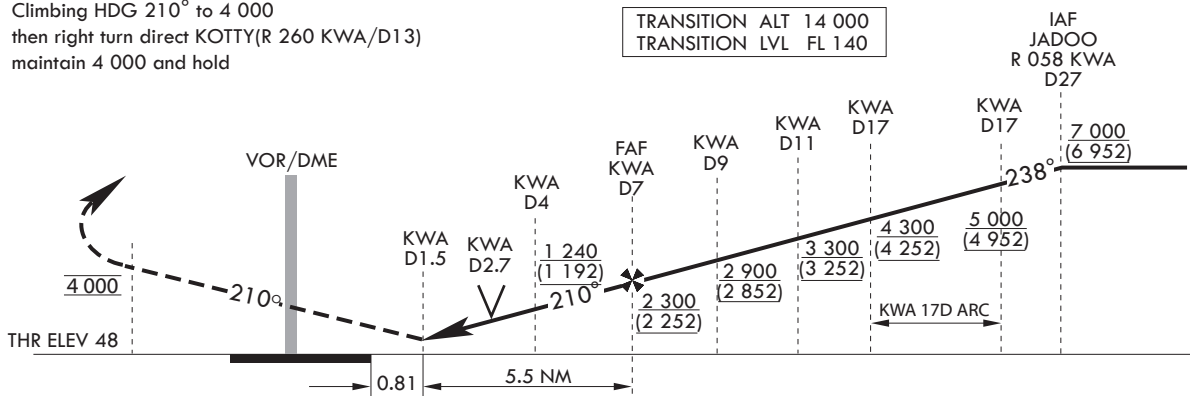 Climbing HDG 210° to 4 000
then right turn direct KOTTY(R 260 KWA/D13)
maintain 4 000 and hold
TRANSITION ALT 14 000
TRANSITION LVL FL 140
IAF
JADOO
R 058 KWA
D27
KWA
D17
KWA
D17
KWA
D11
KWA
D9
FAF
KWA
D7
VOR/DME
KWA
D4
KWA
D1.5
KWA
D2.7
7 000
(6 952)
238°
5 000
(4 952)
4 300
(4 252)
3 300
(3 252)
2 900
(2 852)
2 300
(2 252)
1 240
(1 192)
210°
210°
4 000
KWA 17D ARC
THR ELEV 48
0.81
5.5 NM